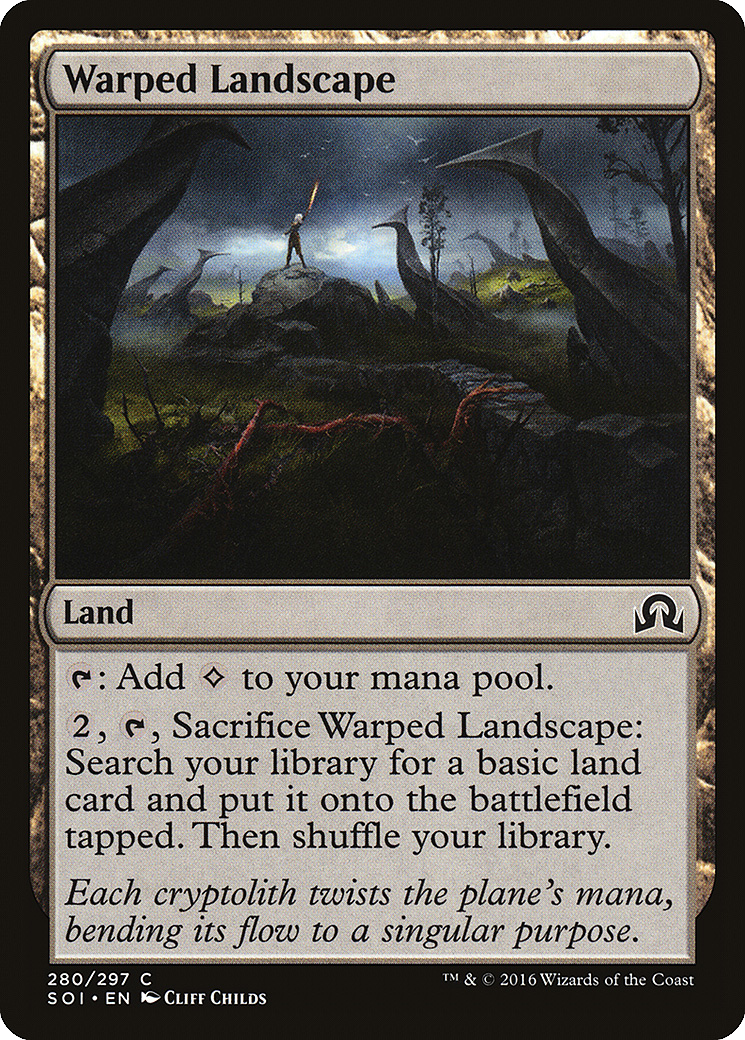 Warped Landscape
Land
: Add to your mana pool.
2, , Sacrifice Warped Landscape:
Search your library for a basic land
card and put it onto the battlefield
tapped. Then shuffle your library.
Each cryptolith twists the plane's mana,
bending its flow to a singular purpose.
280/297 C
SOI • EN Cliff Childs
™ & © 2016 Wizards of the Coast